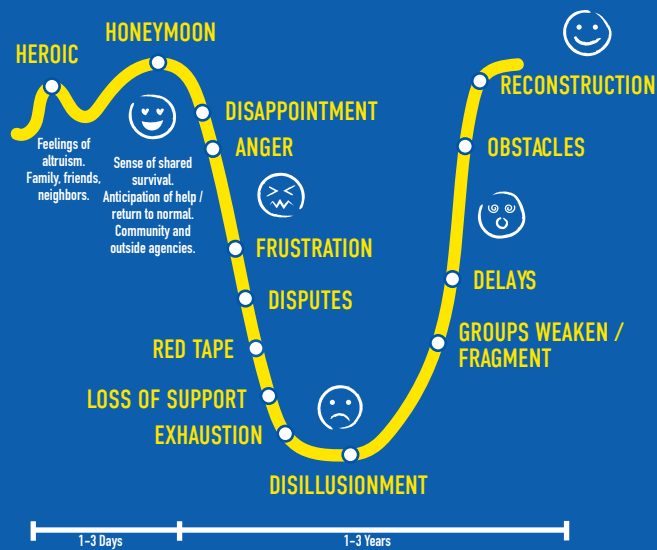 HONEYMOON
HEROIC
Feelings of
altruism.
Family, friends,
neighbors.
Sense of shared
survival.
Anticipation of help /
return to normal.
Community and
outside agencies.
DISAPPOINTMENT
ANGER
FRUSTRATION
DISPUTES
RED TAPE
LOSS OF SUPPORT
EXHAUSTION
DISILLUSIONMENT
GROUPS WEAKEN /
FRAGMENT
DELAYS
OBSTACLES
RECONSTRUCTION
1-3 Days
1-3 Years